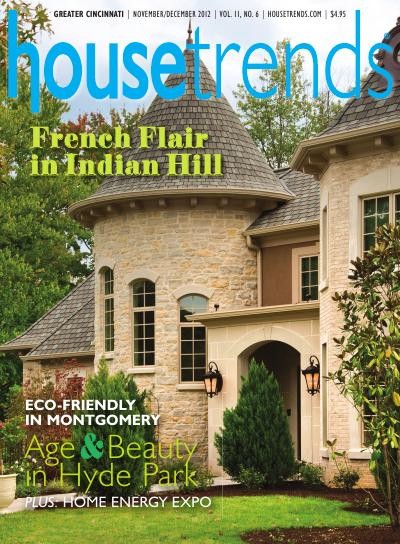 GREATER CINCINNATI | NOVEMBER/DECEMBER 2012 | VOL. 11, NO. 6 | HOUSETRENDS.COM | $4.95
housetrends
French Flair
in Indian Hill
ECO-FRIENDLY
IN MONTGOMERY
Age & Beauty
in Hyde Park
PLUS: HOME ENERGY EXPO